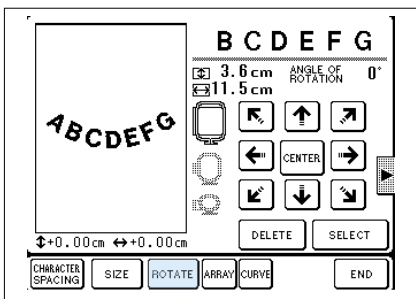 B C D E F G
3.6cm ANGLE OF ROTATION 0°
11.5cm
ABCDEFG
CENTER
DELETE SELECT
+0.00cm +0.00cm
CHARACTER SPACING SIZE ROTATE ARRAY CURVE END